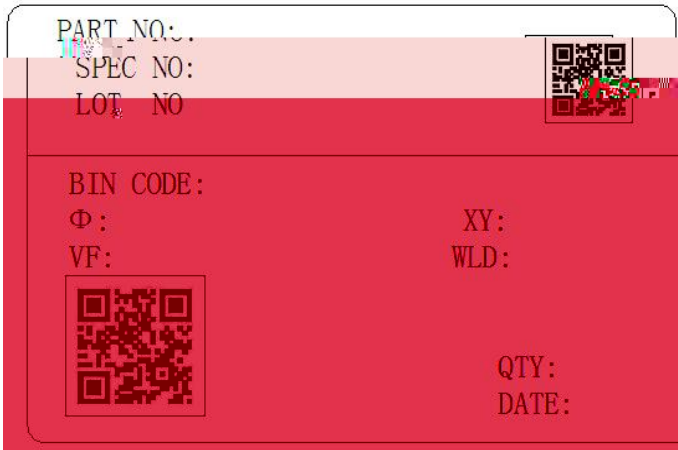 PART NO:
SPEC NO:
LOT NO
BIN CODE:
Φ: XY:
VF: WLD:
QTY:
DATE: